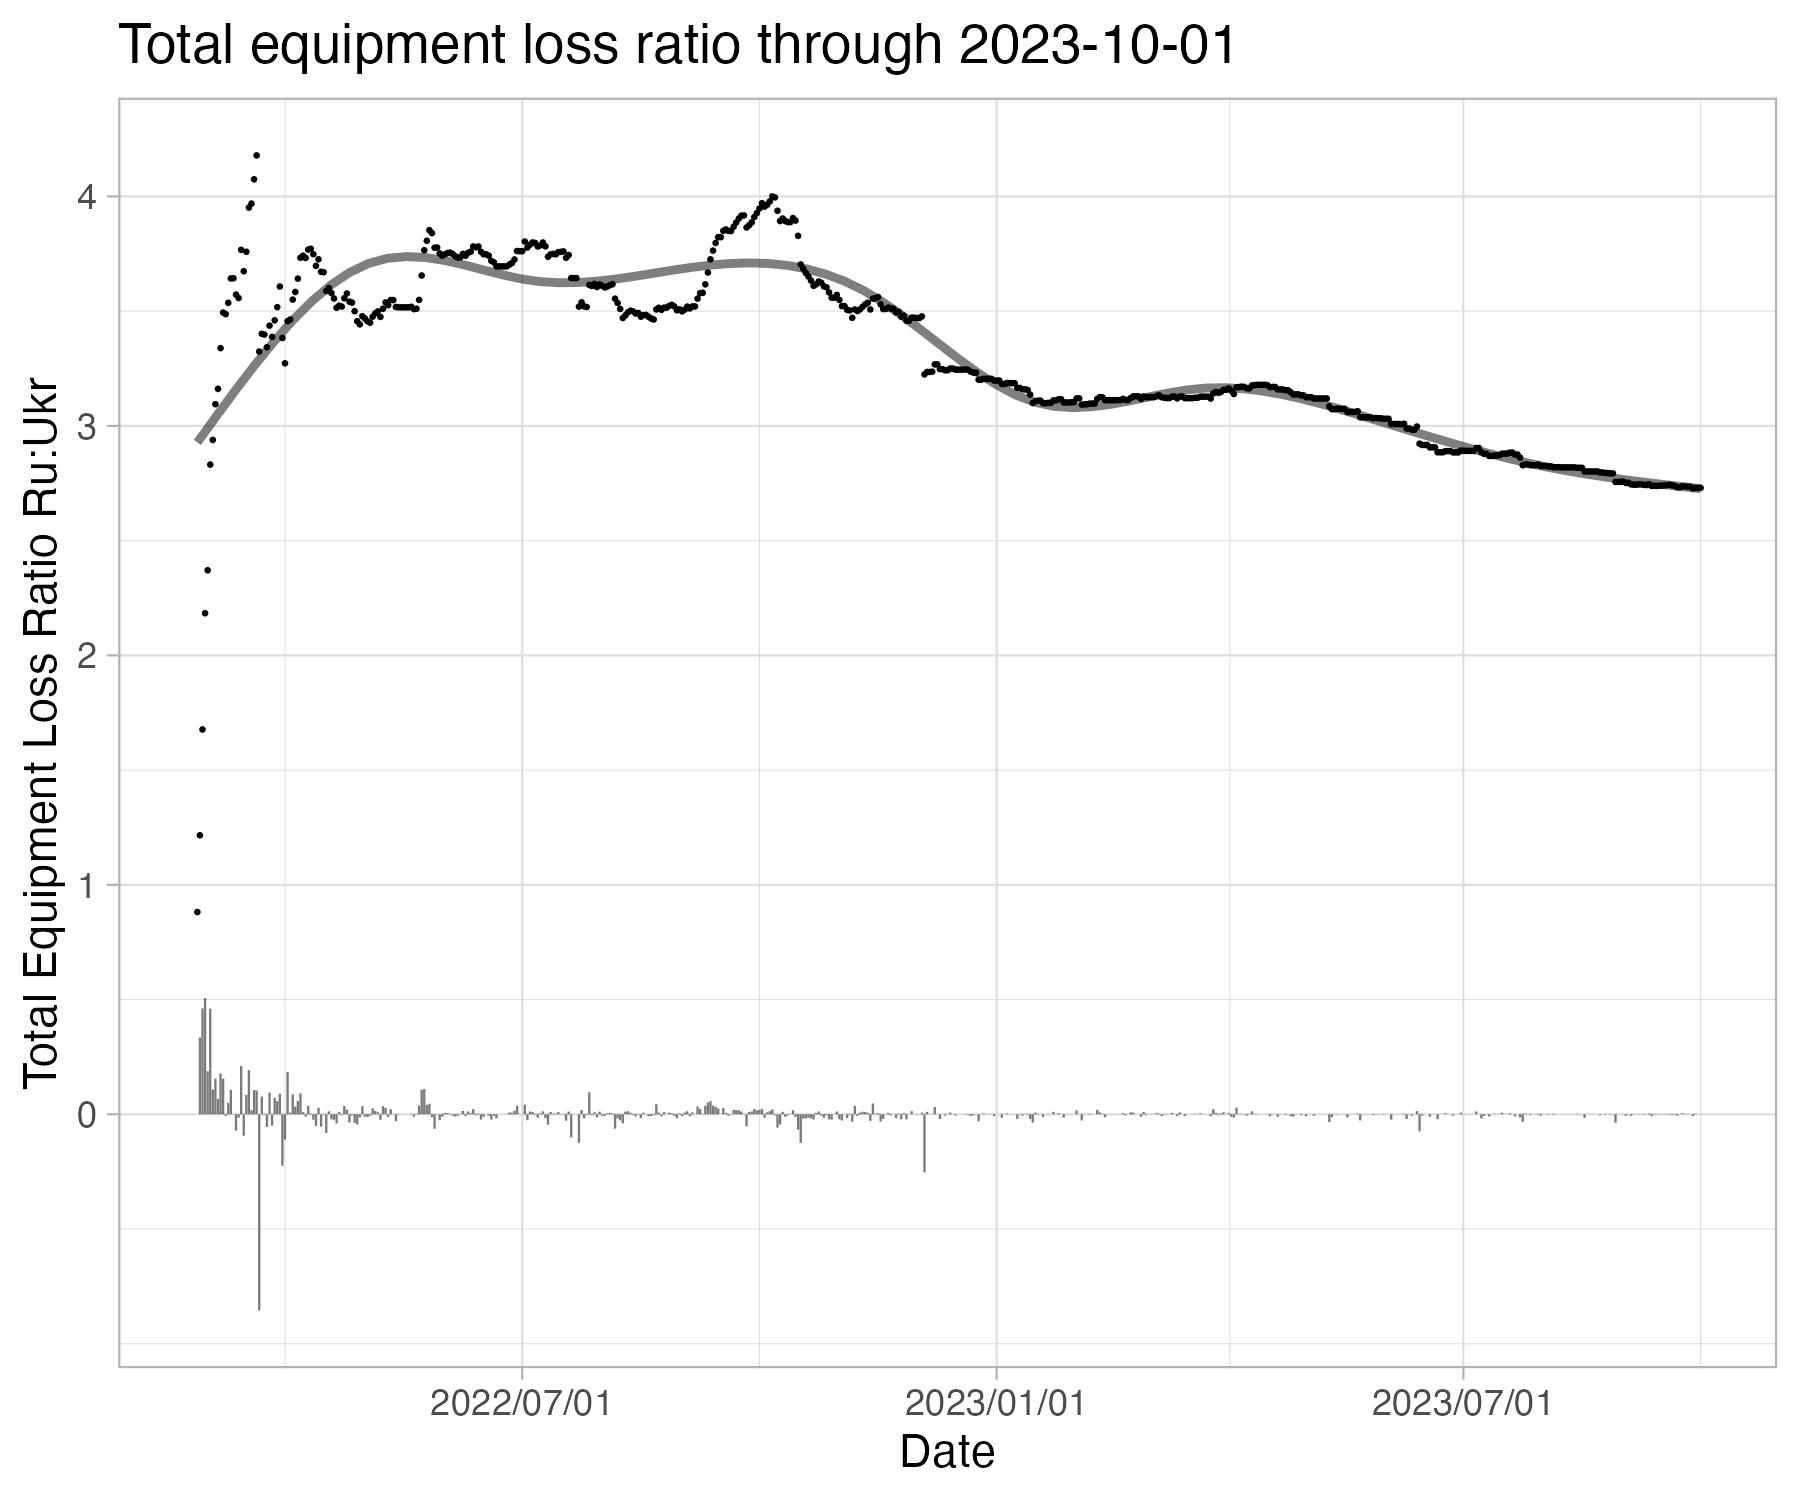 Total equipment loss ratio through 2023-10-01
Total Equipment Loss Ratio Ru:Ukr
4
3
2
1
0
2022/07/01
2023/01/01
2023/07/01
Date